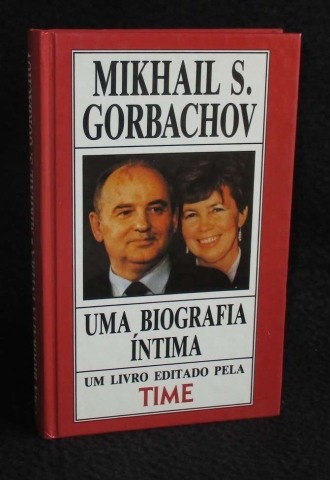 MIKHAIL S.
GORBACHOV
UMA BIOGRAFIA
ÍNTIMA
UM LIVRO EDITADO PELA
TIME